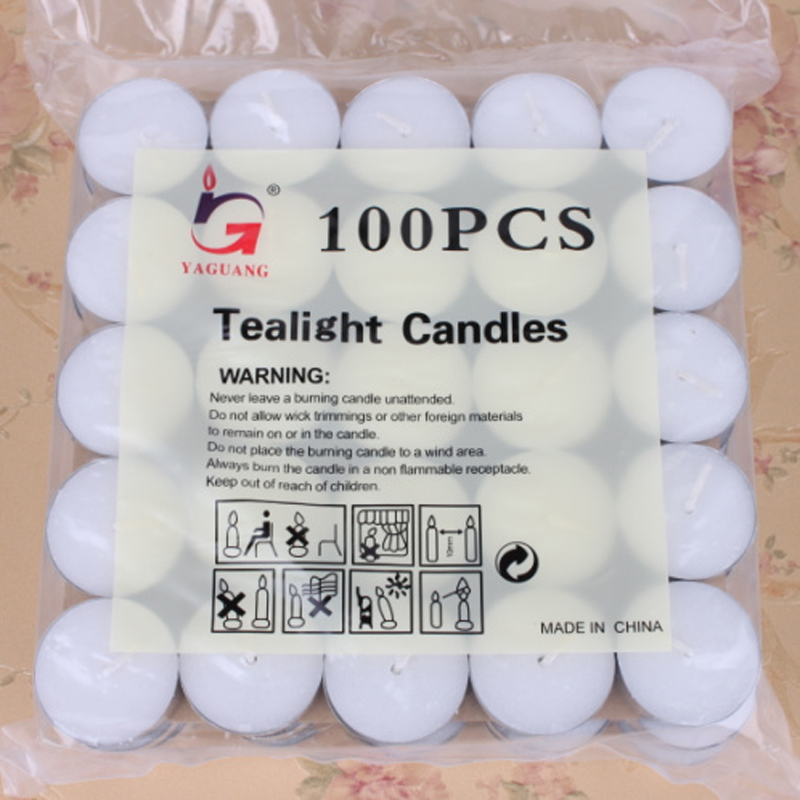 ®
YAGUANG
100PCS
Tealight Candles
WARNING:
Never leave a burning candle unattended.
Do not allow wick trimmings or other foreign materials
to remain on or in the candle.
Do not place the burning candle to a wind area.
Always burn the candle in a non flammable receptacle.
Keep out of reach of children.
10mm
MADE IN CHINA